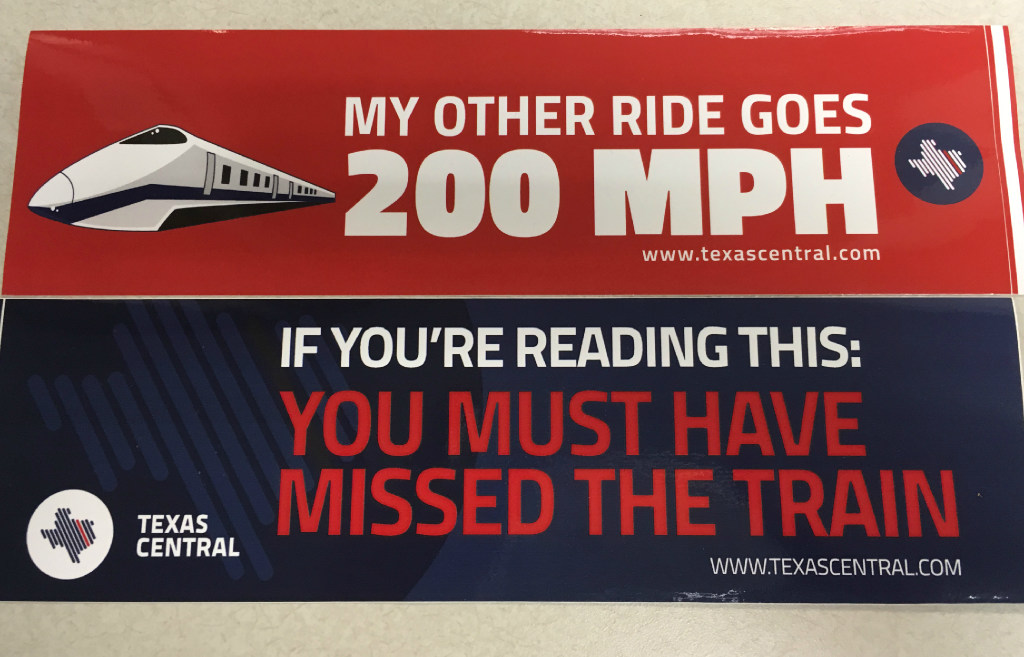 MY OTHER RIDE GOES
200 MPH
www.texascentral.com
IF YOU'RE READING THIS:
YOU MUST HAVE
MISSED THE TRAIN
TEXAS
CENTRAL
WWW.TEXASCENTRAL.COM